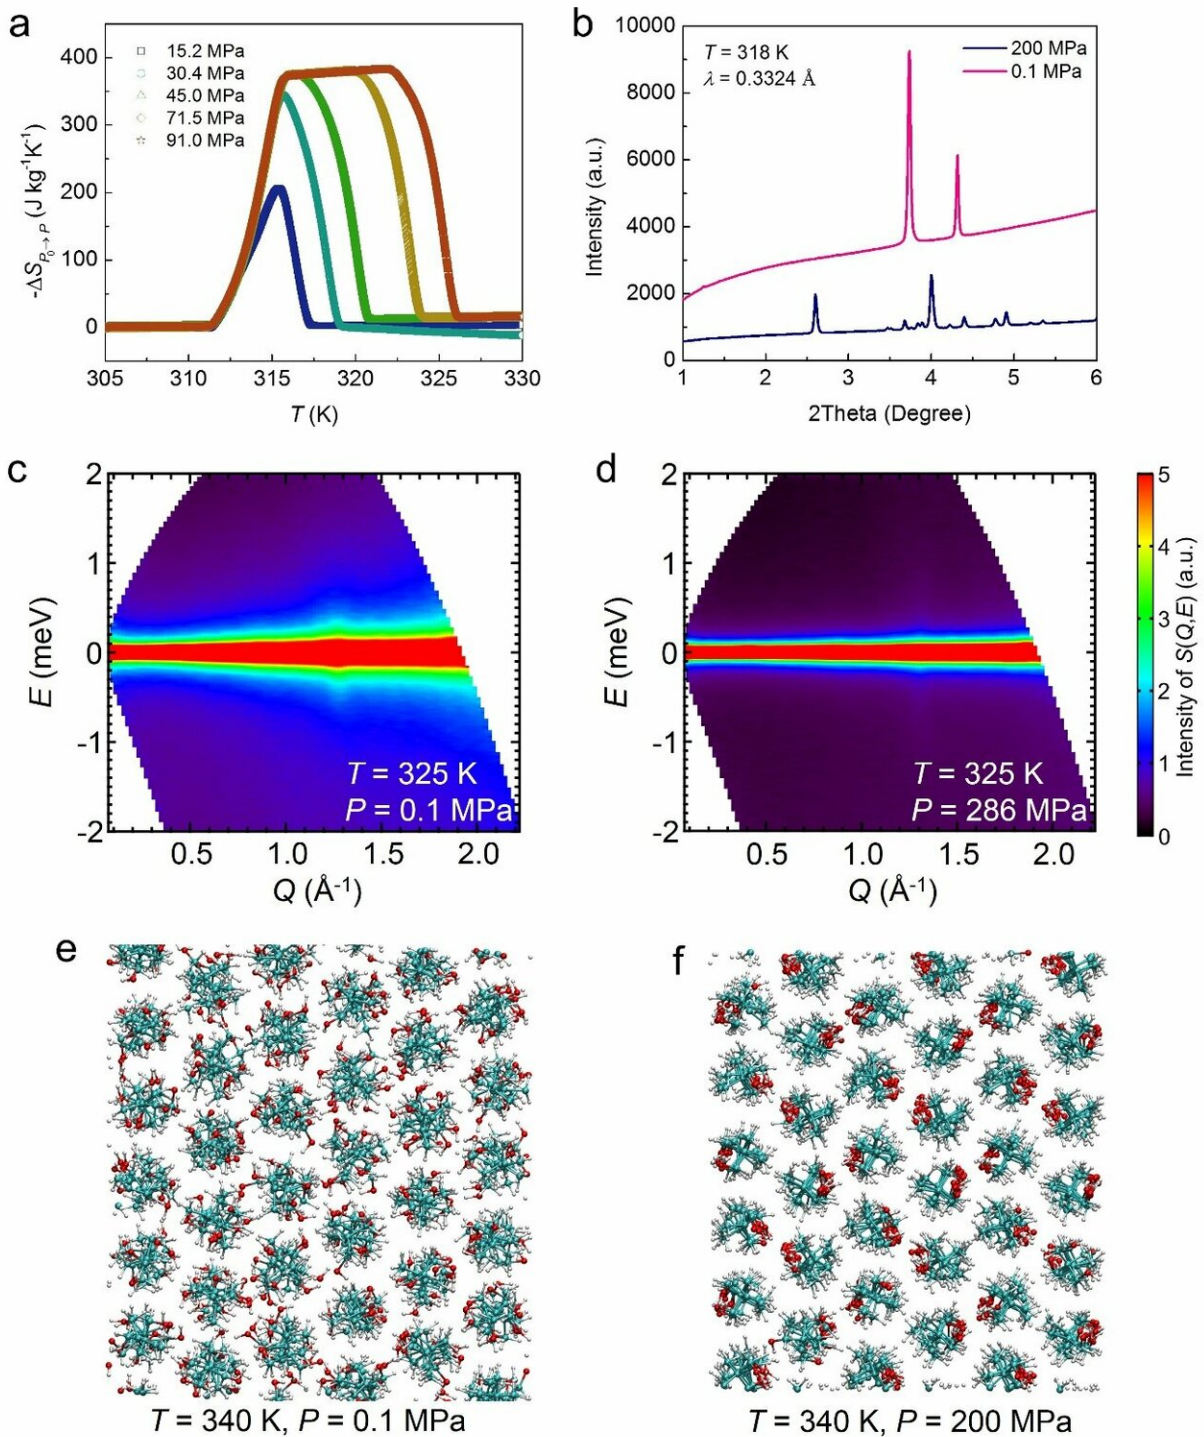 a
15.2 MPa
30.4 MPa
45.0 MPa
71.5 MPa
91.0 MPa
-ΔS_{P₀→P} (J kg⁻¹K⁻¹)
400
300
200
100
0
305 310 315 320 325 330
T (K)
b
T = 318 K
λ = 0.3324 Å
200 MPa
0.1 MPa
Intensity (a.u.)
10000
8000
6000
4000
2000
0
1 2 3 4 5 6
2Theta (Degree)
c
E (meV)
2
1
0
-1
-2
T = 325 K
P = 0.1 MPa
0.5 1.0 1.5 2.0
Q (Å⁻¹)
d
E (meV)
2
1
0
-1
-2
T = 325 K
P = 286 MPa
0.5 1.0 1.5 2.0
Q (Å⁻¹)
5
4
3
2
1
0
Intensity of S(Q,E) (a.u.)
e
T = 340 K, P = 0.1 MPa
f
T = 340 K, P = 200 MPa